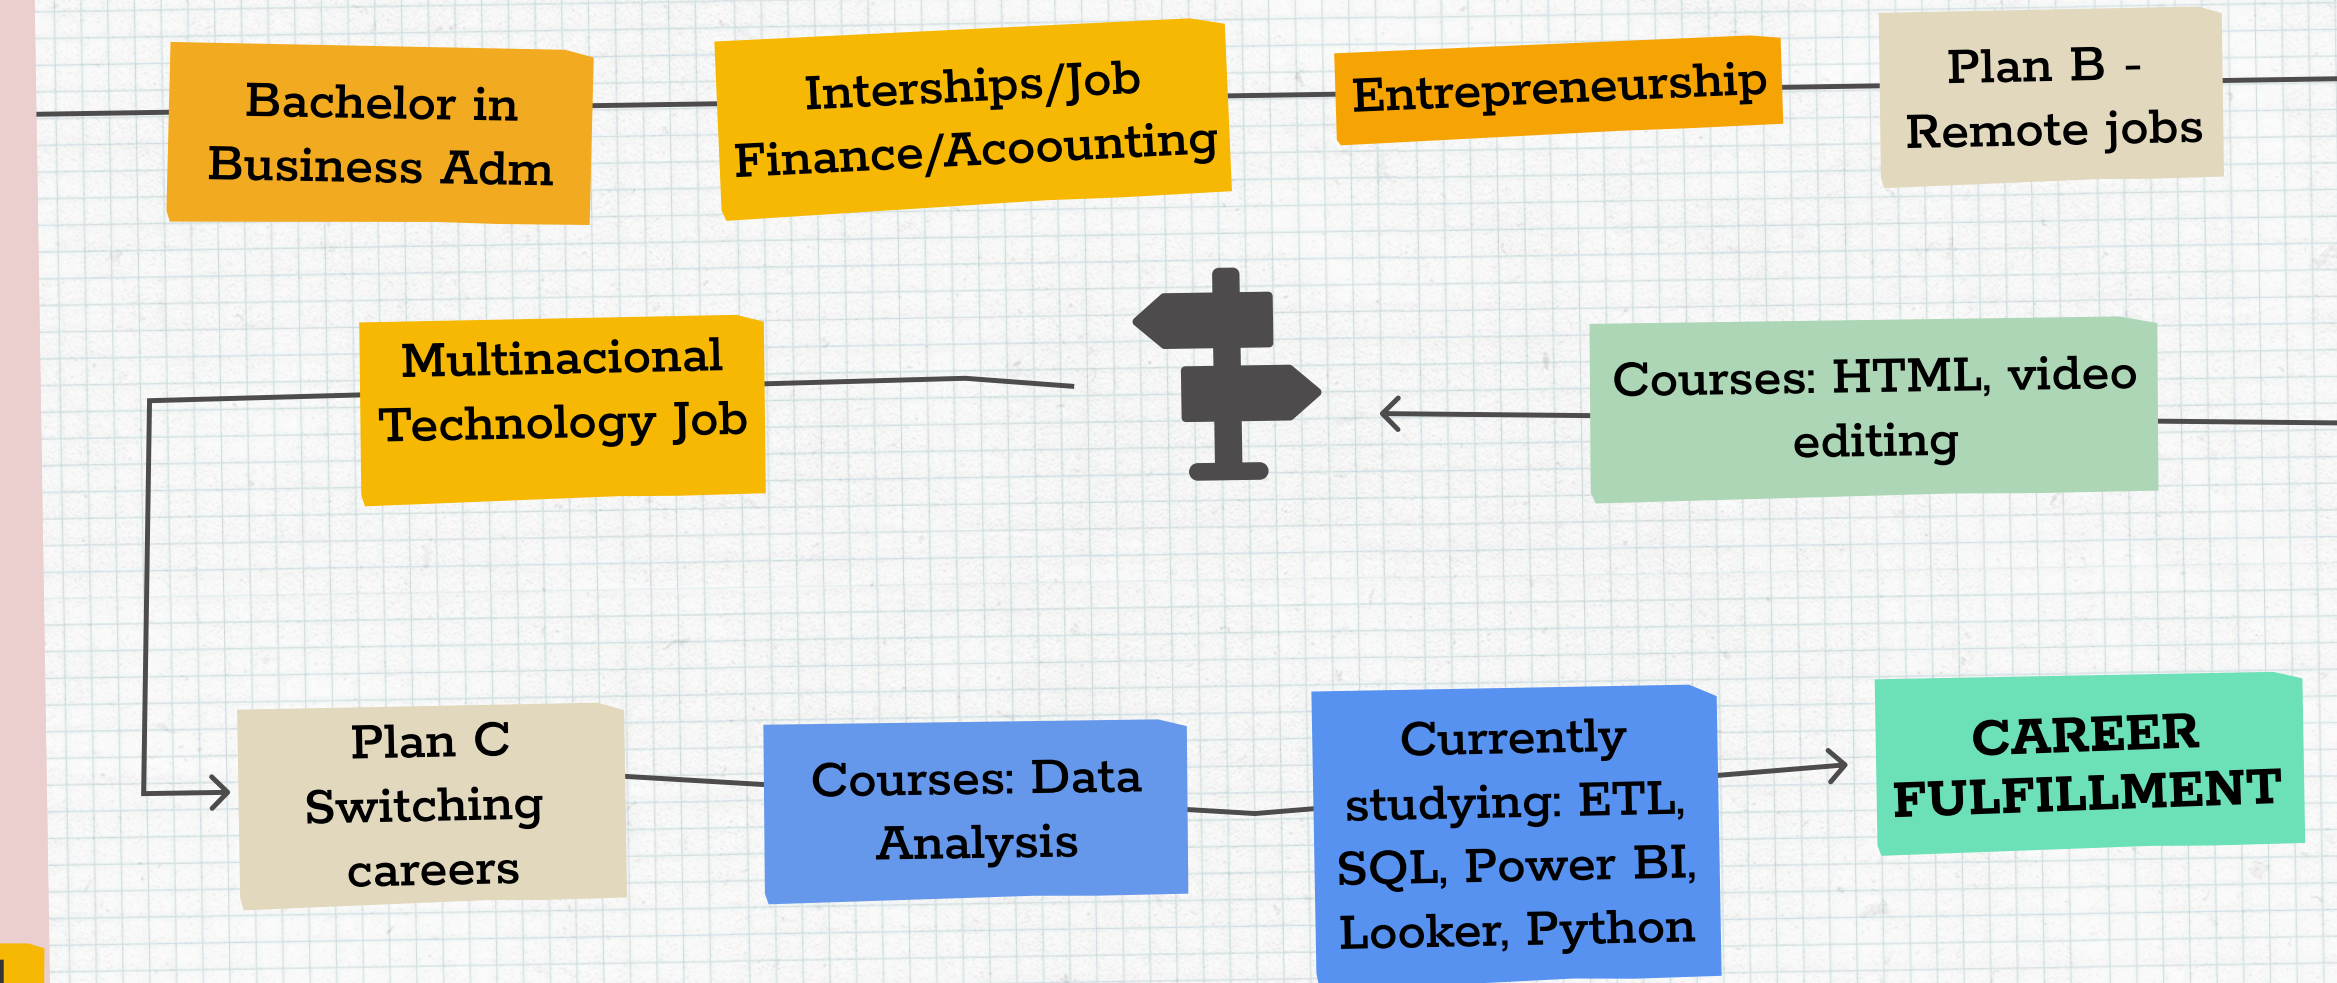 Bachelor in
Business Adm
Interships/Job
Finance/Acoounting
Entrepreneurship
Plan B -
Remote jobs
Multinacional
Technology Job
Courses: HTML, video
editing
Plan C
Switching
careers
Courses: Data
Analysis
Currently
studying: ETL,
SQL, Power BI,
Looker, Python
CAREER
FULFILLMENT